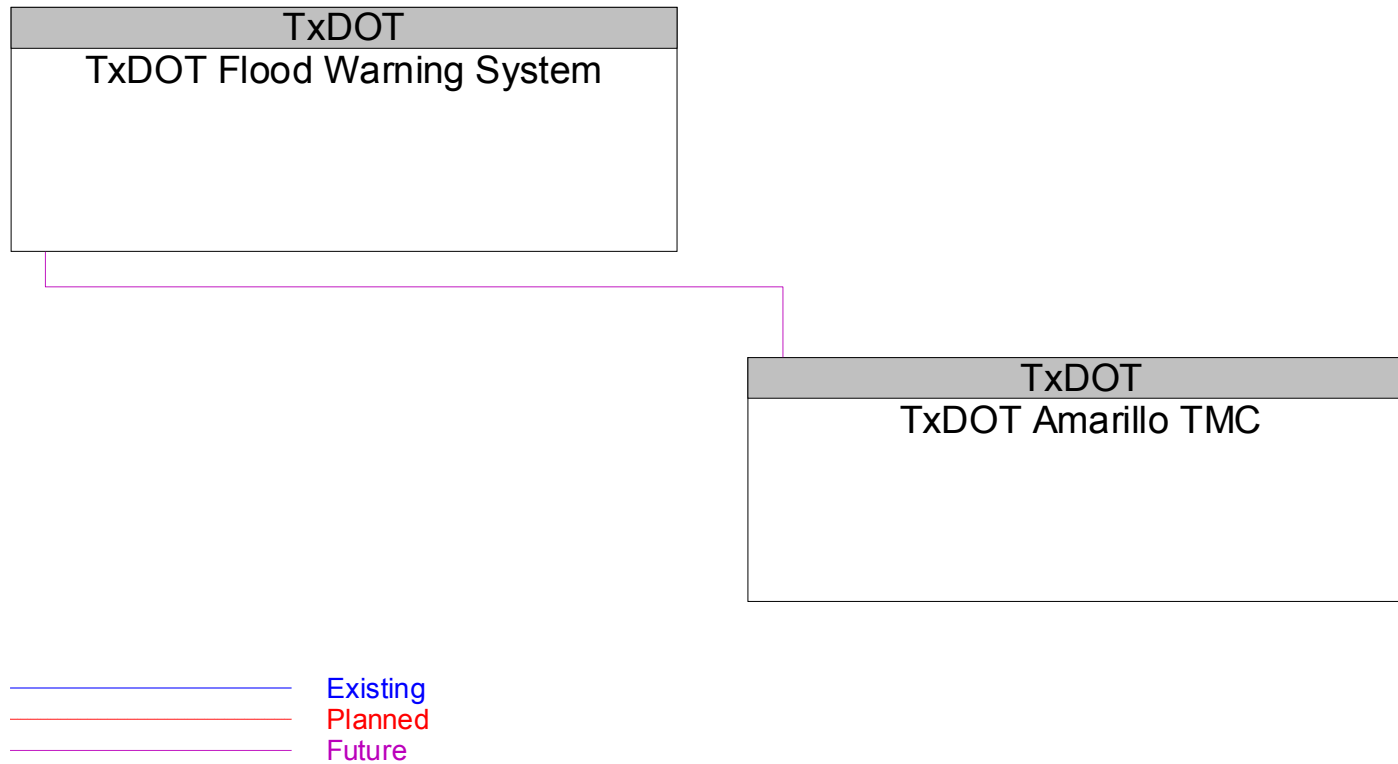 TxDOT
TxDOT Flood Warning System
TxDOT
TxDOT Amarillo TMC
Existing
Planned
Future